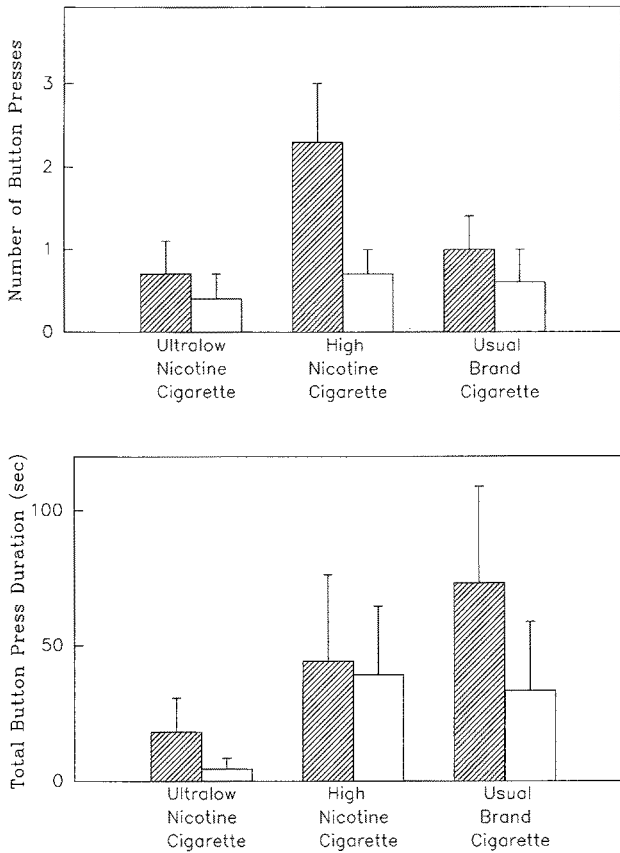 Number of Button Presses
3
2
1
0
Ultralow
Nicotine
Cigarette
High
Nicotine
Cigarette
Usual
Brand
Cigarette
Total Button Press Duration (sec)
100
50
0
Ultralow
Nicotine
Cigarette
High
Nicotine
Cigarette
Usual
Brand
Cigarette